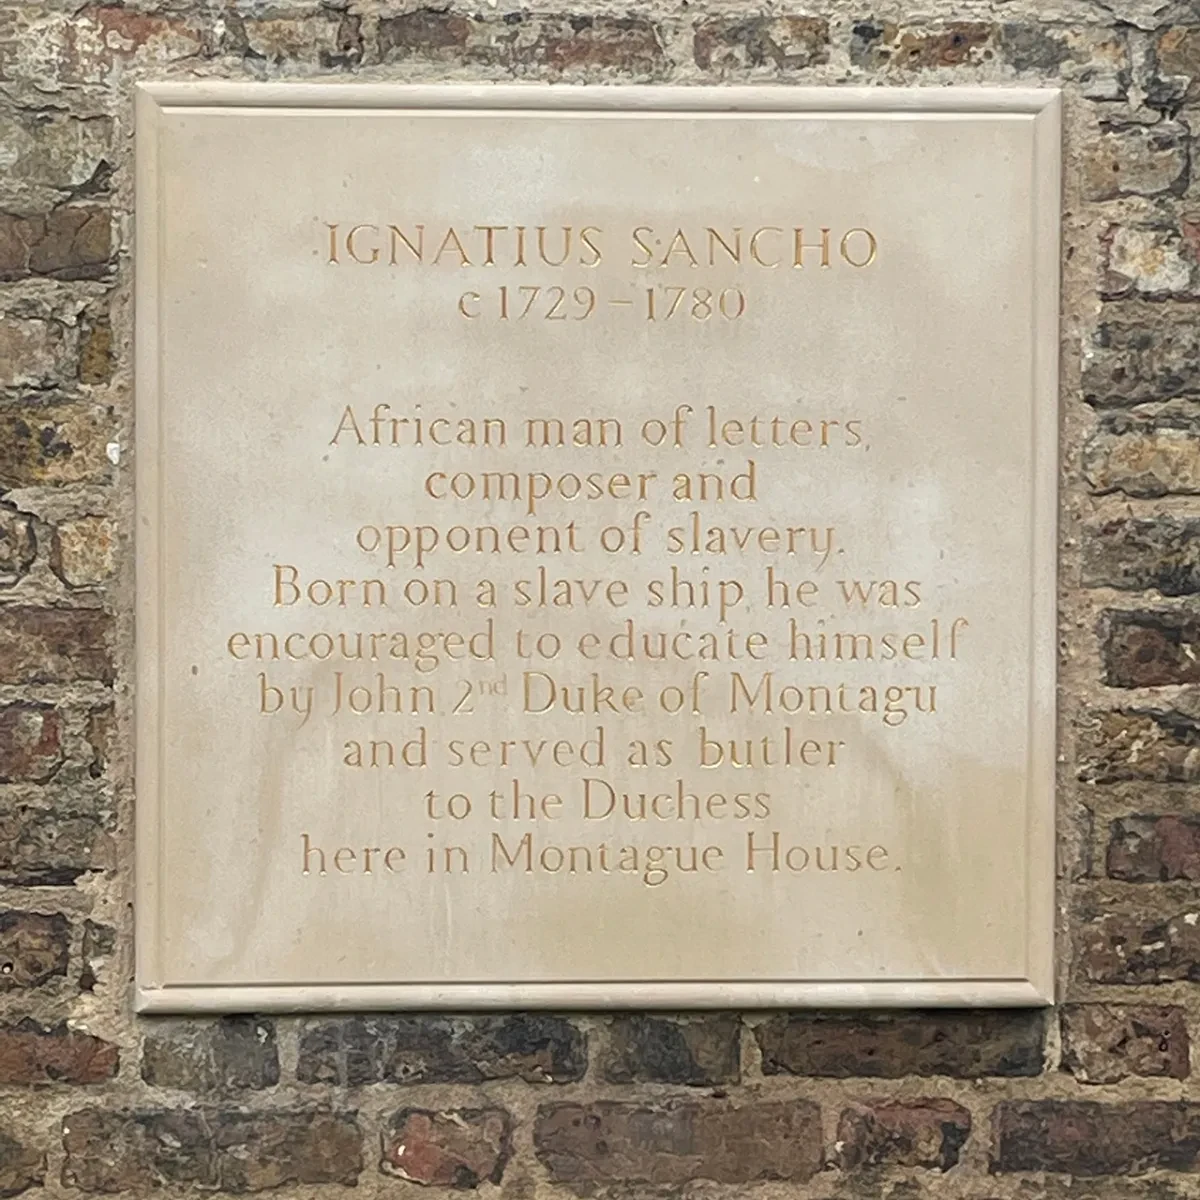 IGNATIUS SANCHO
c 1729 – 1780
African man of letters,
composer and
opponent of slavery.
Born on a slave ship, he was
encouraged to educate himself
by John 2nd Duke of Montagu
and served as butler
to the Duchess
here in Montague House.